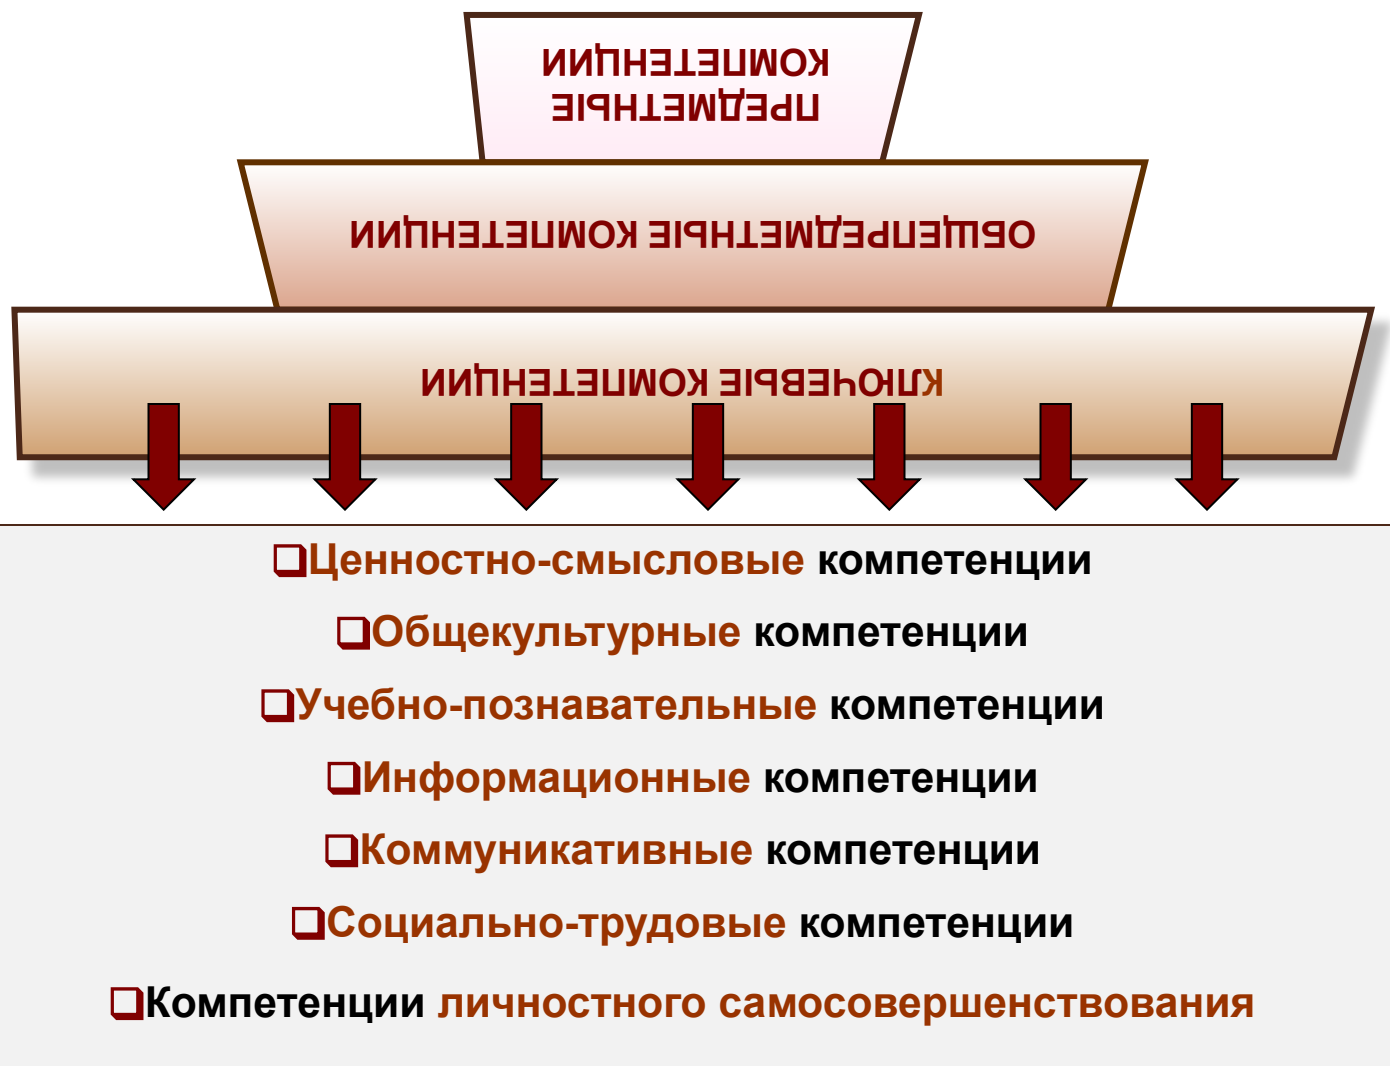 ПРЕДМЕТНЫЕ
КОМПЕТЕНЦИИ
ОБЩЕПРЕДМЕТНЫЕ КОМПЕТЕНЦИИ
КЛЮЧЕВЫЕ КОМПЕТЕНЦИИ
Ценностно-смысловые компетенции
Общекультурные компетенции
Учебно-познавательные компетенции
Информационные компетенции
Коммуникативные компетенции
Социально-трудовые компетенции
Компетенции личностного самосовершенствования